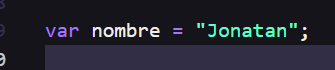 var nombre = "Jonatan";